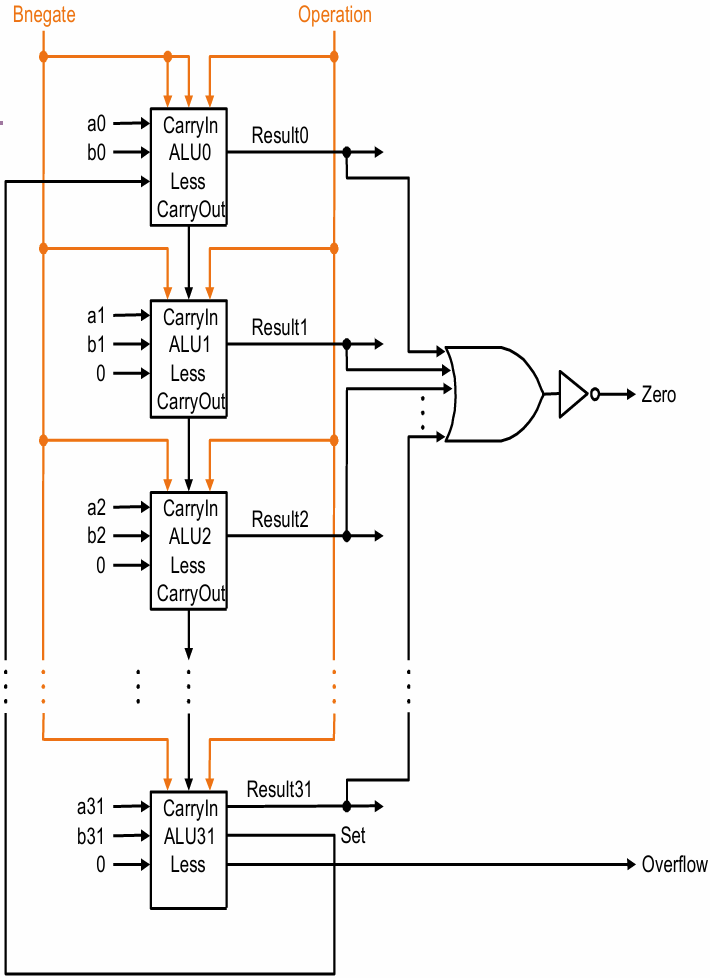 Bnegate
Operation
a0
b0
CarryIn
ALU0
Less
CarryOut
Result0
a1
b1
0
CarryIn
ALU1
Less
CarryOut
Result1
Zero
a2
b2
0
CarryIn
ALU2
Less
CarryOut
Result2
a31
b31
0
CarryIn
ALU31
Less
Result31
Set
Overflow